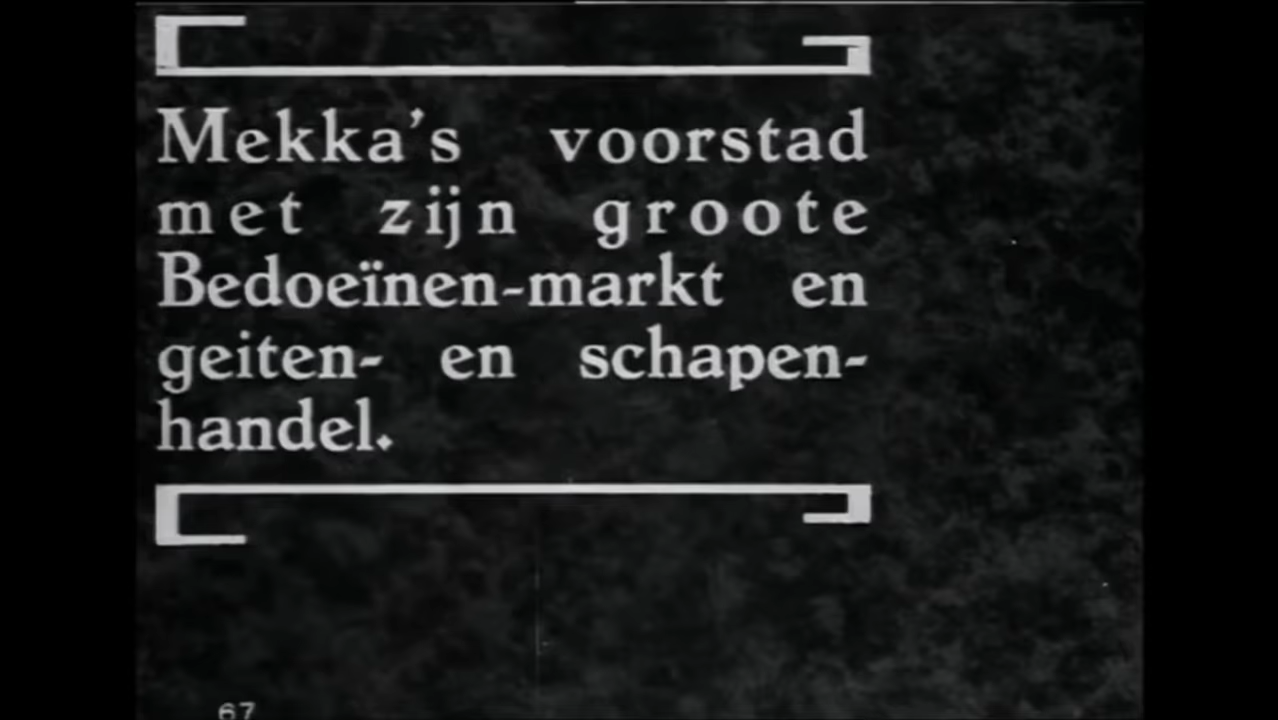 Mekka's voorstad
met zijn groote
Bedoeïnen-markt en
geiten- en schapen-
handel.
67